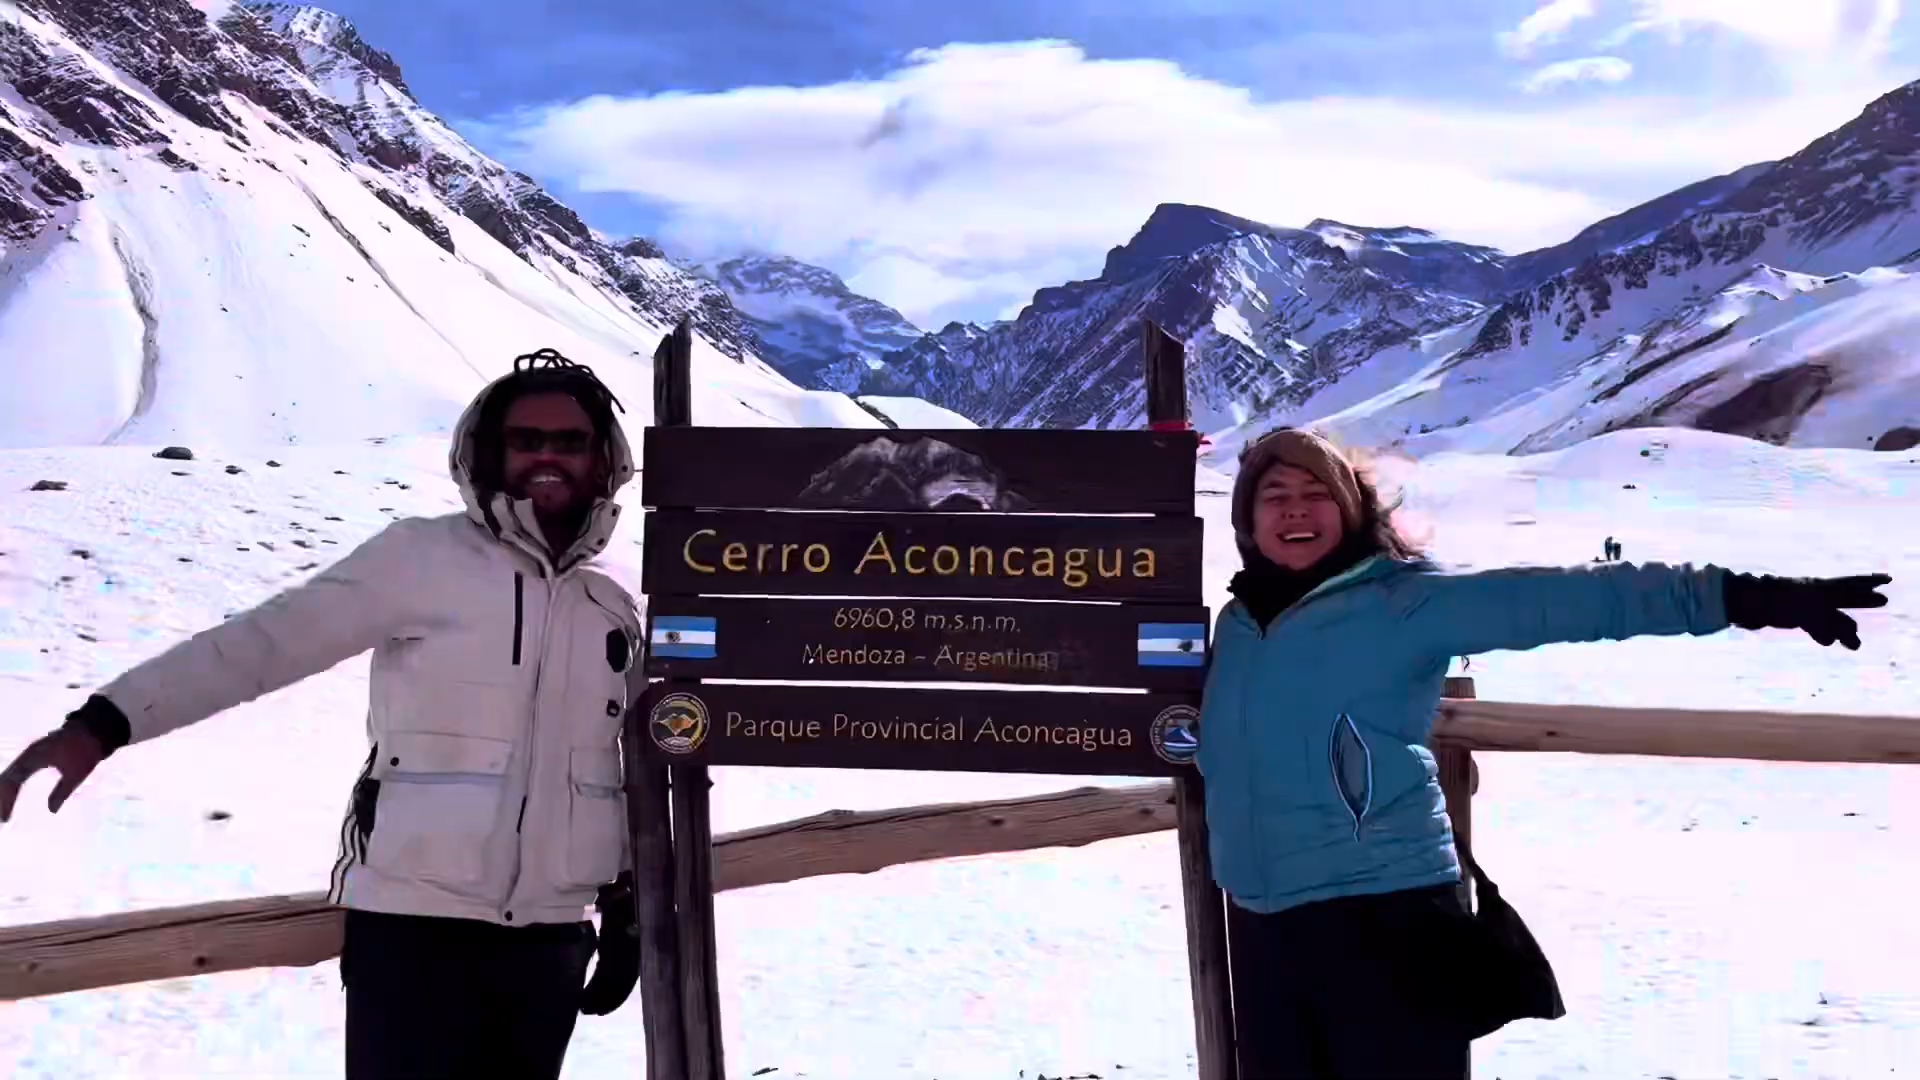 Cerro Aconcagua
6960,8 m.s.n.m.
Mendoza – Argentina
Parque Provincial Aconcagua